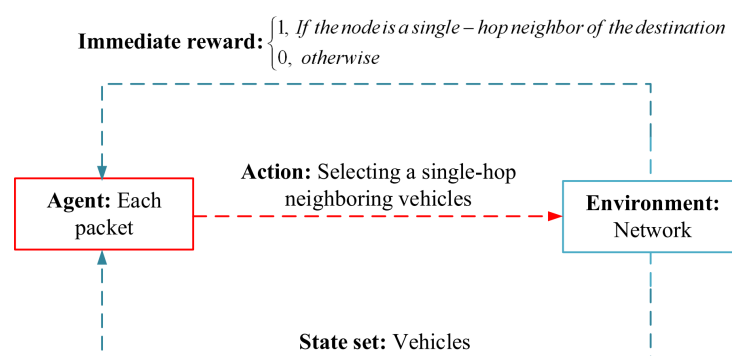 Immediate reward: { 1, If the node is a single – hop neighbor of the destination
0, otherwise
Action: Selecting a single-hop
neighboring vehicles
Agent: Each
packet
Environment:
Network
State set: Vehicles